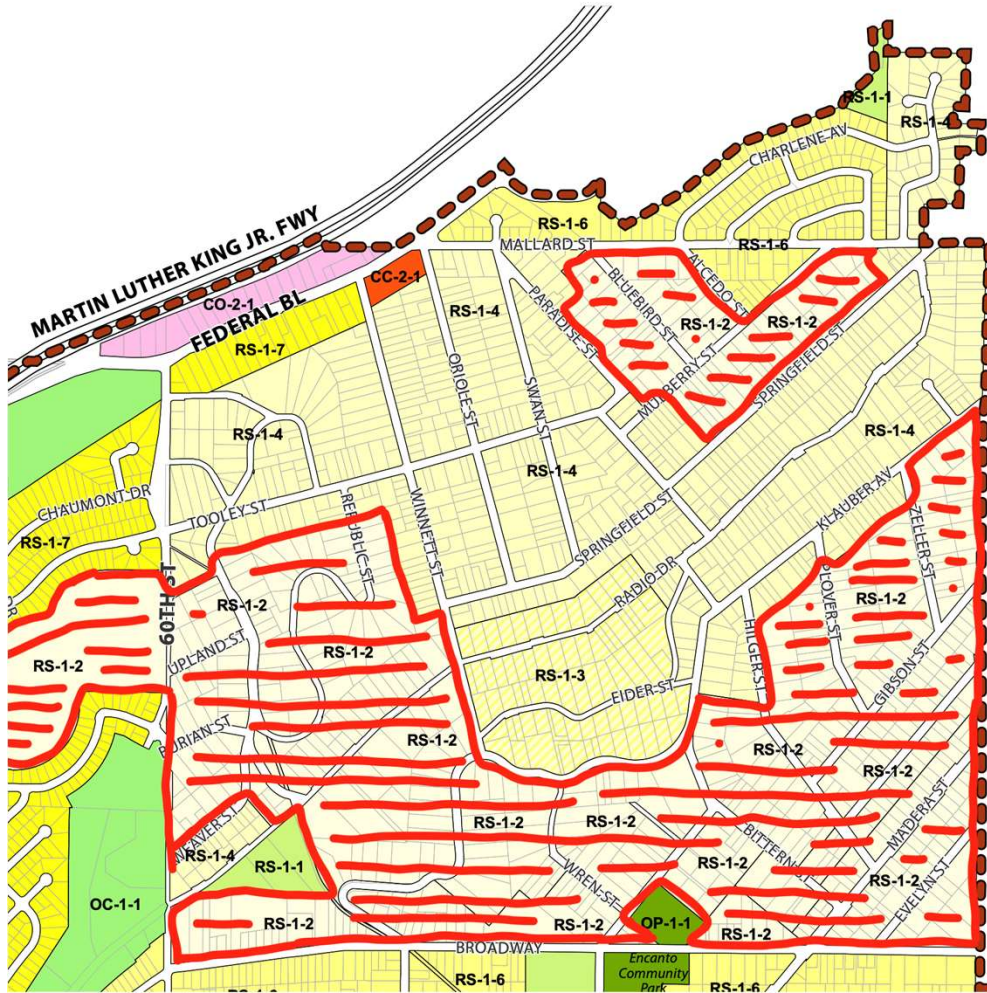 RS-1-1
RS-1-4
CHARLENE AV
MARTIN LUTHER KING JR. FWY
RS-1-6
MALLARD ST
RS-1-6
CO-2-1
CC-2-1
FEDERAL BL
RS-1-7
RS-1-4
PARADISE ST
BLUEBIRD ST
ALCEDO ST
RS-1-2
RS-1-2
MULBERRY ST
SPRINGFIELD ST
ORIOLE ST
SWAN ST
RS-1-4
RS-1-4
RS-1-4
CHAUMONT DR
TOOLEY ST
REPUBLIC ST
WINNETT ST
SPRINGFIELD ST
KLAUBER AV
ZELLER ST
RS-1-7
60TH ST
RADIO DR
PLOVER ST
RS-1-2
DR
RS-1-2
UPLAND ST
RS-1-2
RS-1-2
RS-1-3
EIDER ST
HILGER ST
GIBSON ST
BURIAN ST
RS-1-2
RS-1-2
RS-1-2
MADERA ST
WEAVER ST
RS-1-4
RS-1-1
RS-1-2
RS-1-2
BITTERN ST
RS-1-2
RS-1-2
EVELYN ST
WREN ST
OC-1-1
RS-1-2
RS-1-2
OP-1-1
RS-1-2
BROADWAY
Encanto
Community
Park
RS-1-6
RS-1-6